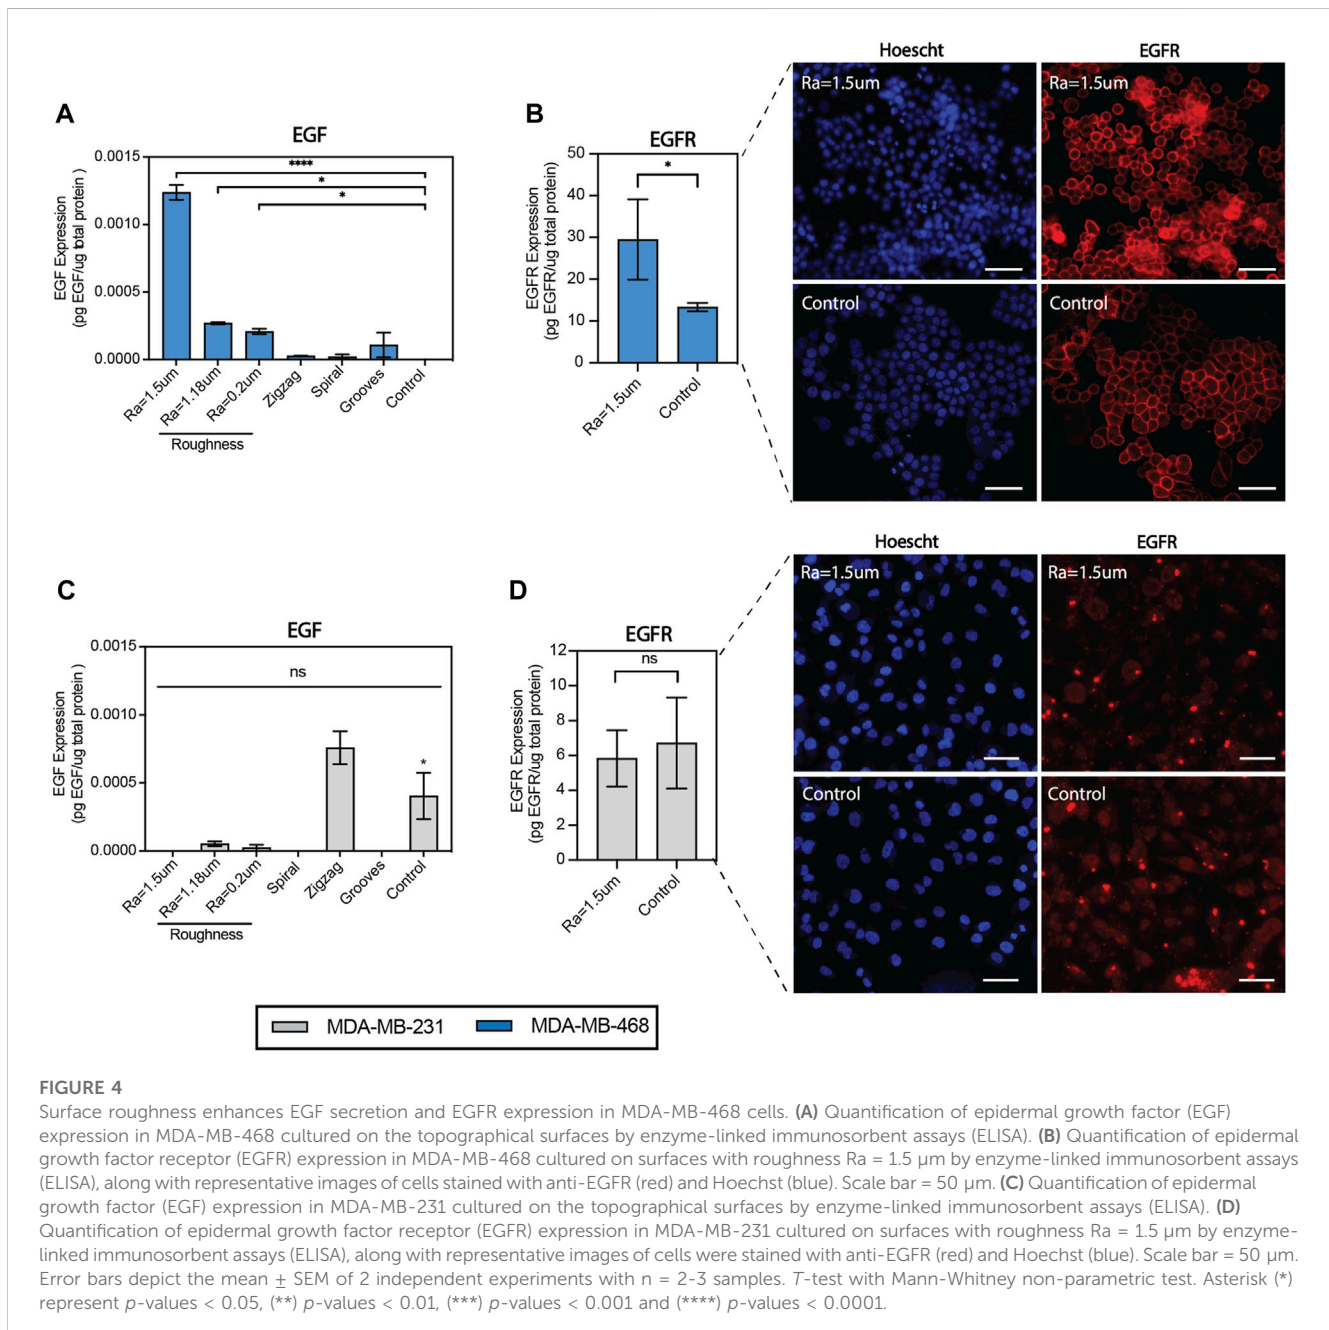 A
EGF
EGF Expression
(pg EGF/ug total protein)
0.0015
0.0010
0.0005
0.0000
****
*
*
Ra=1.5um
Ra=1.18um
Ra=0.2um
Zigzag
Spiral
Grooves
Control
Roughness
B
EGFR
EGFR Expression
(pg EGFR/ug total protein)
50
40
30
20
10
0
*
Ra=1.5um
Control
Hoescht
EGFR
Ra=1.5um
Ra=1.5um
Control
Control
C
EGF
EGF Expression
(pg EGF/ug total protein)
0.0015
0.0010
0.0005
0.0000
ns
*
Ra=1.5um
Ra=1.18um
Ra=0.2um
Spiral
Zigzag
Grooves
Control
Roughness
D
EGFR
EGFR Expression
(pg EGFR/ug total protein)
12
10
8
6
4
2
0
ns
Ra=1.5um
Control
Hoescht
EGFR
Ra=1.5um
Ra=1.5um
Control
Control
MDA-MB-231
MDA-MB-468
FIGURE 4
Surface roughness enhances EGF secretion and EGFR expression in MDA-MB-468 cells. (A) Quantification of epidermal growth factor (EGF)
expression in MDA-MB-468 cultured on the topographical surfaces by enzyme-linked immunosorbent assays (ELISA). (B) Quantification of epidermal
growth factor receptor (EGFR) expression in MDA-MB-468 cultured on surfaces with roughness Ra = 1.5 µm by enzyme-linked immunosorbent assays
(ELISA), along with representative images of cells stained with anti-EGFR (red) and Hoechst (blue). Scale bar = 50 µm. (C) Quantification of epidermal
growth factor (EGF) expression in MDA-MB-231 cultured on the topographical surfaces by enzyme-linked immunosorbent assays (ELISA). (D)
Quantification of epidermal growth factor receptor (EGFR) expression in MDA-MB-231 cultured on surfaces with roughness Ra = 1.5 µm by enzyme-
linked immunosorbent assays (ELISA), along with representative images of cells were stained with anti-EGFR (red) and Hoechst (blue). Scale bar = 50 µm.
Error bars depict the mean ± SEM of 2 independent experiments with n = 2-3 samples. T-test with Mann-Whitney non-parametric test. Asterisk (*)
represent p-values < 0.05, (**) p-values < 0.01, (***) p-values < 0.001 and (****) p-values < 0.0001.